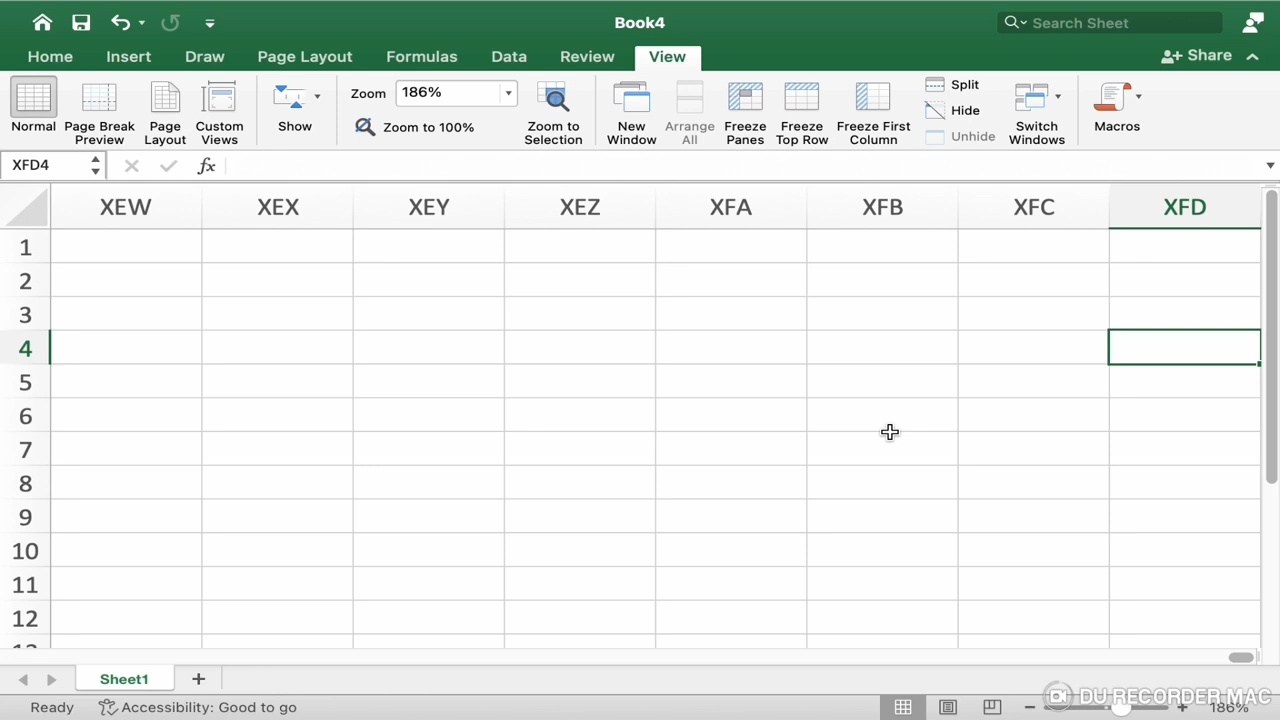 Book4
Search Sheet
Home Insert Draw Page Layout Formulas Data Review View Share
Normal
Page Break Preview
Page Layout
Custom Views
Show
Zoom 186%
Zoom to 100%
Zoom to Selection
New Window
Arrange All
Freeze Panes
Freeze Top Row
Freeze First Column
Split
Hide
Unhide
Switch Windows
Macros
XFD4 fx
XEW XEX XEY XEZ XFA XFB XFC XFD
1
2
3
4
5
6
7
8
9
10
11
12
Sheet1
Ready Accessibility: Good to go 186%
DU RECORDER MAC